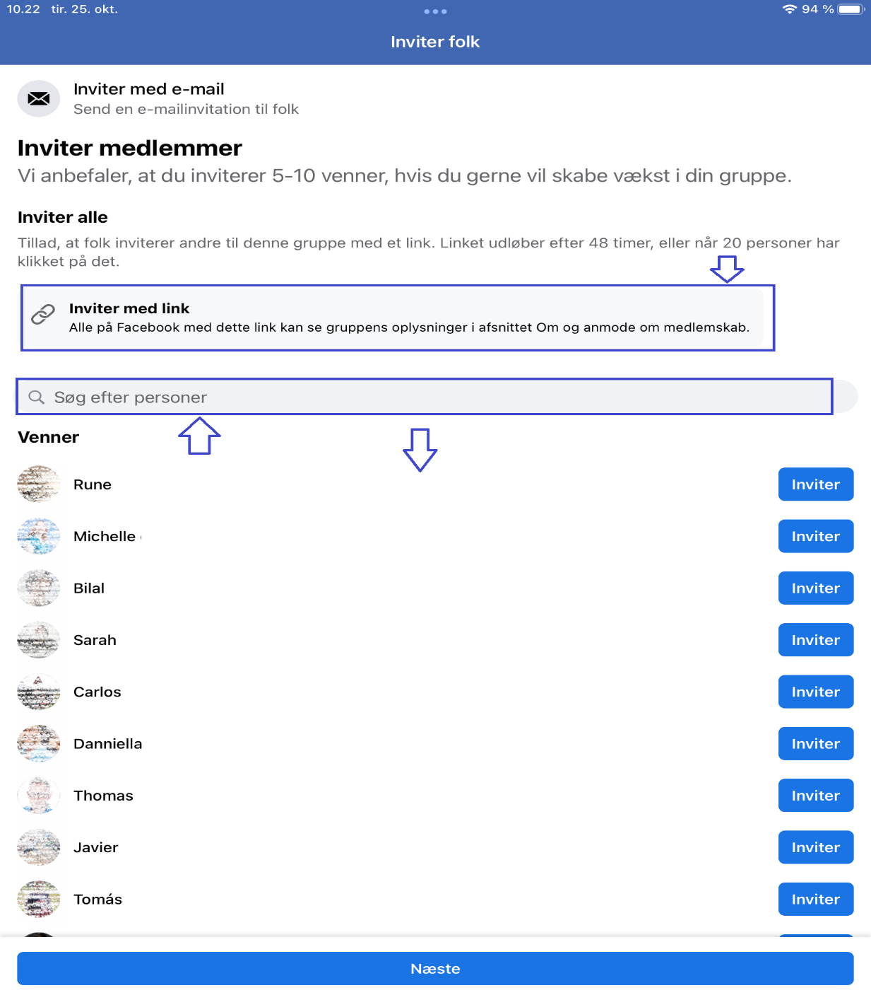 10.22 tir. 25. okt.
94 %
Inviter folk
Inviter med e-mail
Send en e-mailinvitation til folk
Inviter medlemmer
Vi anbefaler, at du inviterer 5-10 venner, hvis du gerne vil skabe vækst i din gruppe.
Inviter alle
Tillad, at folk inviterer andre til denne gruppe med et link. Linket udløber efter 48 timer, eller når 20 personer har
klikket på det.
Inviter med link
Alle på Facebook med dette link kan se gruppens oplysninger i afsnittet Om og anmode om medlemskab.
Søg efter personer
Venner
Rune Inviter
Michelle Inviter
Bilal Inviter
Sarah Inviter
Carlos Inviter
Danniella Inviter
Thomas Inviter
Javier Inviter
Tomás Inviter
Næste